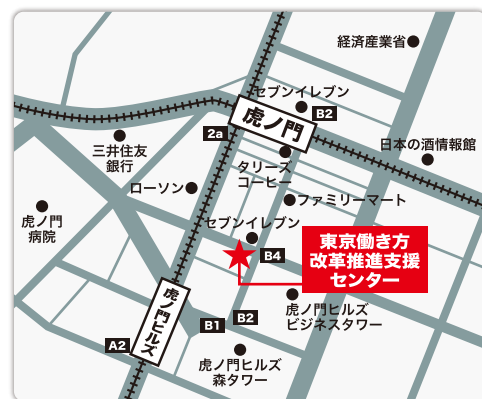 経済産業省
セブンイレブン
B2
虎ノ門
2a
三井住友
銀行
タリーズ
コーヒー
日本の酒情報館
ローソン
ファミリーマート
虎ノ門
病院
セブンイレブン
B4
東京働き方
改革推進支援
センター
虎ノ門ヒルズ
虎ノ門ヒルズ
ビジネスタワー
B1
B2
A2
虎ノ門ヒルズ
森タワー